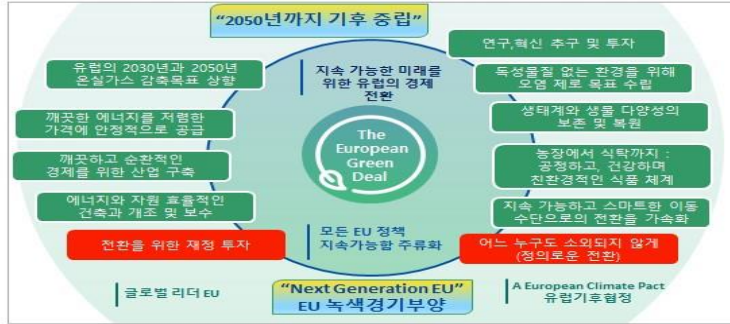 “2050년까지 기후 중립”
유럽의 2030년과 2050년
온실가스 감축목표 상향
깨끗한 에너지를 저렴한
가격에 안정적으로 공급
깨끗하고 순환적인
경제를 위한 산업 구축
에너지와 자원 효율적인
건축과 개조 및 보수
전환을 위한 재정 투자
지속 가능한 미래를
위한 유럽의 경제
전환
The
European
Green
Deal
모든 EU 정책
지속가능함 주류화
연구,혁신 추구 및 투자
독성물질 없는 환경을 위해
오염 제로 목표 수립
생태계와 생물 다양성의
보존 및 복원
농장에서 식탁까지 :
공정하고, 건강하며
친환경적인 식품 체계
지속 가능하고 스마트한 이동
수단으로의 전환을 가속화
어느 누구도 소외되지 않게
(정의로운 전환)
글로벌 리더 EU
“Next Generation EU”
EU 녹색경기부양
A European Climate Pact
유럽기후협정